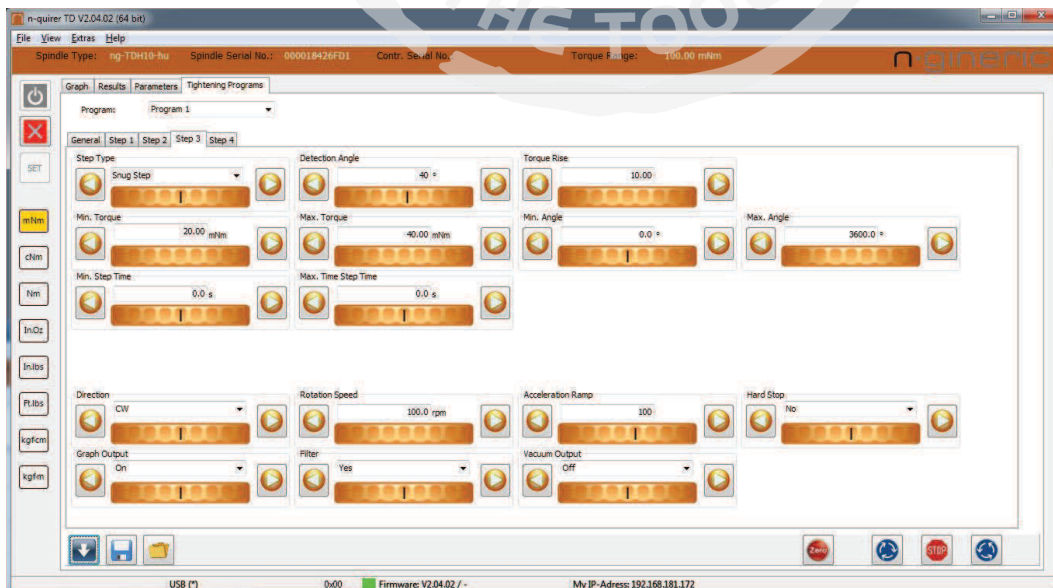 n-quirer TD V2.04.02 (64 bit)
THE TOOL
File View Extras Help
Spindle Type: ng-TDH10-hu Spindle Serial No.: 000018426FD1 Contr. Serial No.: Torque Range: 100.00 mNm n-gineric
Graph Results Parameters Tightening Programs
Program: Program 1
General Step 1 Step 2 Step 3 Step 4
SET
mNm
cNm
Nm
In.Oz
In.lbs
Ft.lbs
kgfcm
kgfm
Step Type Detection Angle Torque Rise
Snug Step 40 ° 10.00
Min. Torque Max. Torque Min. Angle Max. Angle
20.00 mNm 40.00 mNm 0.0 ° 3600.0 °
Min. Step Time Max. Time Step Time
0.0 s 0.0 s
Direction Rotation Speed Acceleration Ramp Hard Stop
CW 100.0 rpm 100 No
Graph Output Filter Vacuum Output
On Yes Off
Zero STOP
USB (*) 0x00 Firmware: V2.04.02 / - My IP-Adress: 192.168.181.172